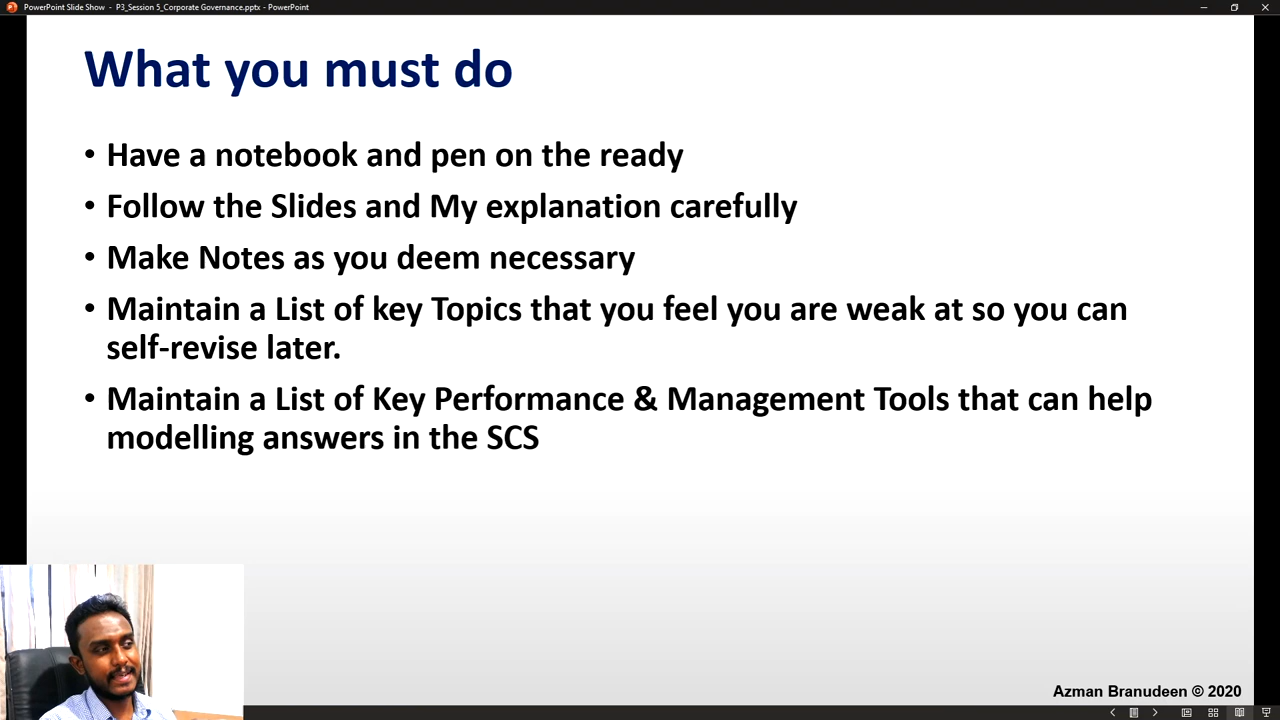 PowerPoint Slide Show - P3_Session 5_Corporate Governance.pptx - PowerPoint
What you must do
• Have a notebook and pen on the ready
• Follow the Slides and My explanation carefully
• Make Notes as you deem necessary
• Maintain a List of key Topics that you feel you are weak at so you can
self-revise later.
• Maintain a List of Key Performance & Management Tools that can help
modelling answers in the SCS
Azman Branudeen © 2020